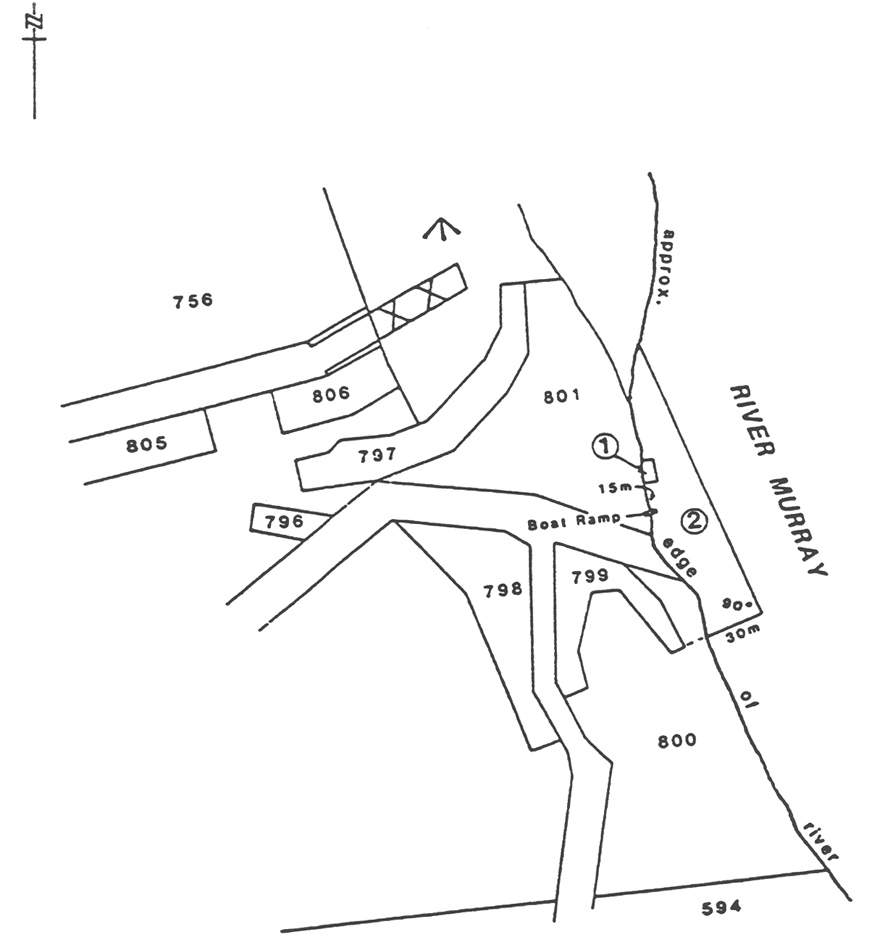 N
approx.
756
806
801
RIVER MURRAY
805
797
1
15m
796
Boat Ramp
2
edge
798
799
90°
30m
of
800
river
594